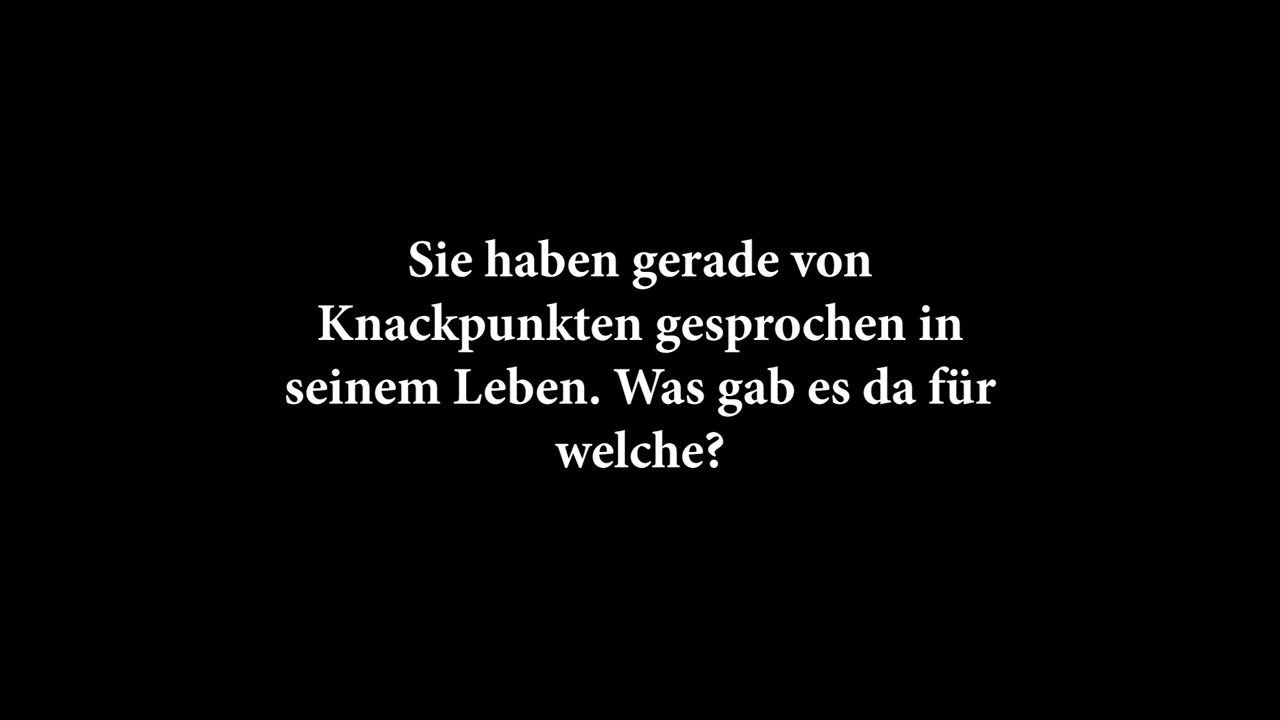 Sie haben gerade von
Knackpunkten gesprochen in
seinem Leben. Was gab es da für
welche?